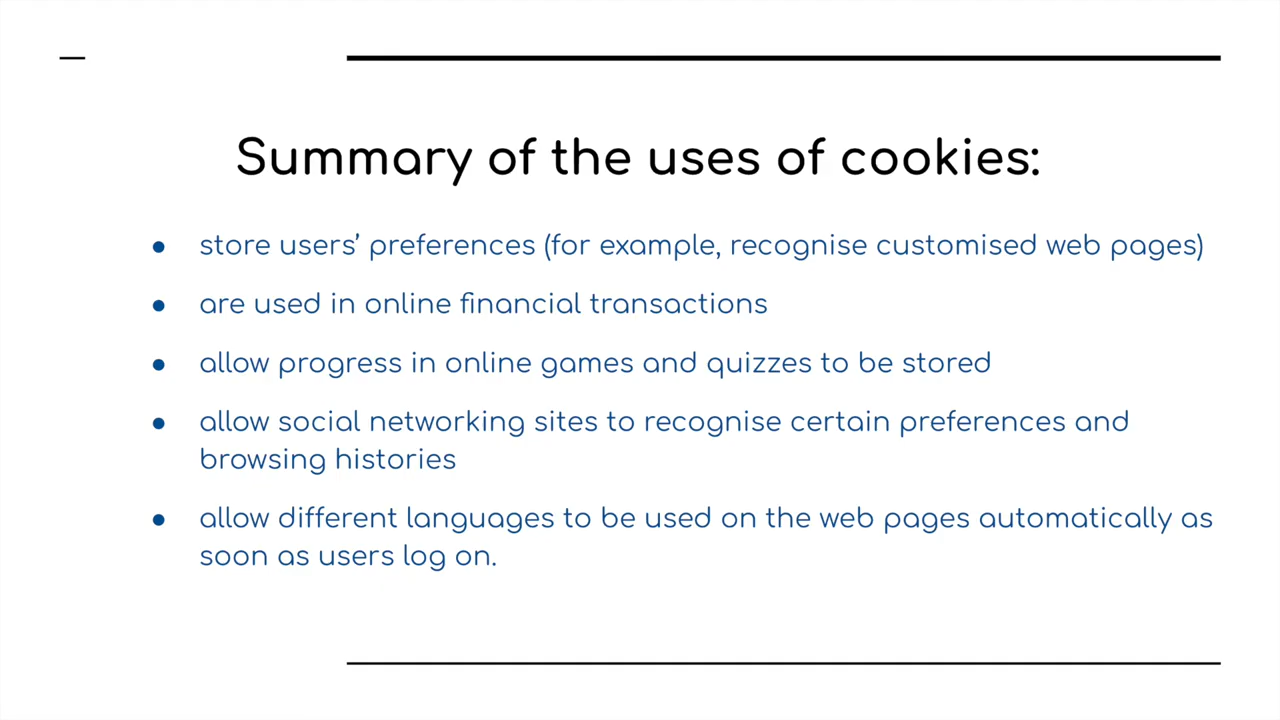 Summary of the uses of cookies:
● store users’ preferences (for example, recognise customised web pages)
● are used in online financial transactions
● allow progress in online games and quizzes to be stored
● allow social networking sites to recognise certain preferences and
browsing histories
● allow different languages to be used on the web pages automatically as
soon as users log on.